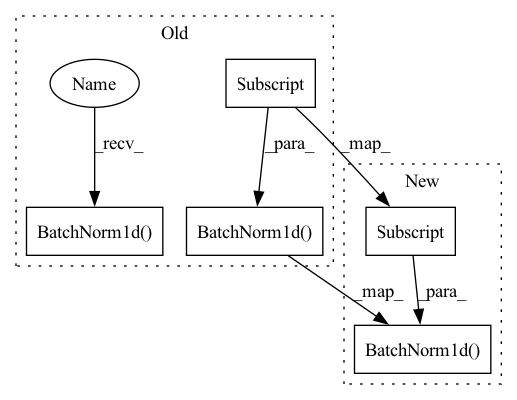 Old
Name
Subscript
_recv_
_para_
_map_
New
BatchNorm1d()
BatchNorm1d()
Subscript
_map_
_para_
BatchNorm1d()